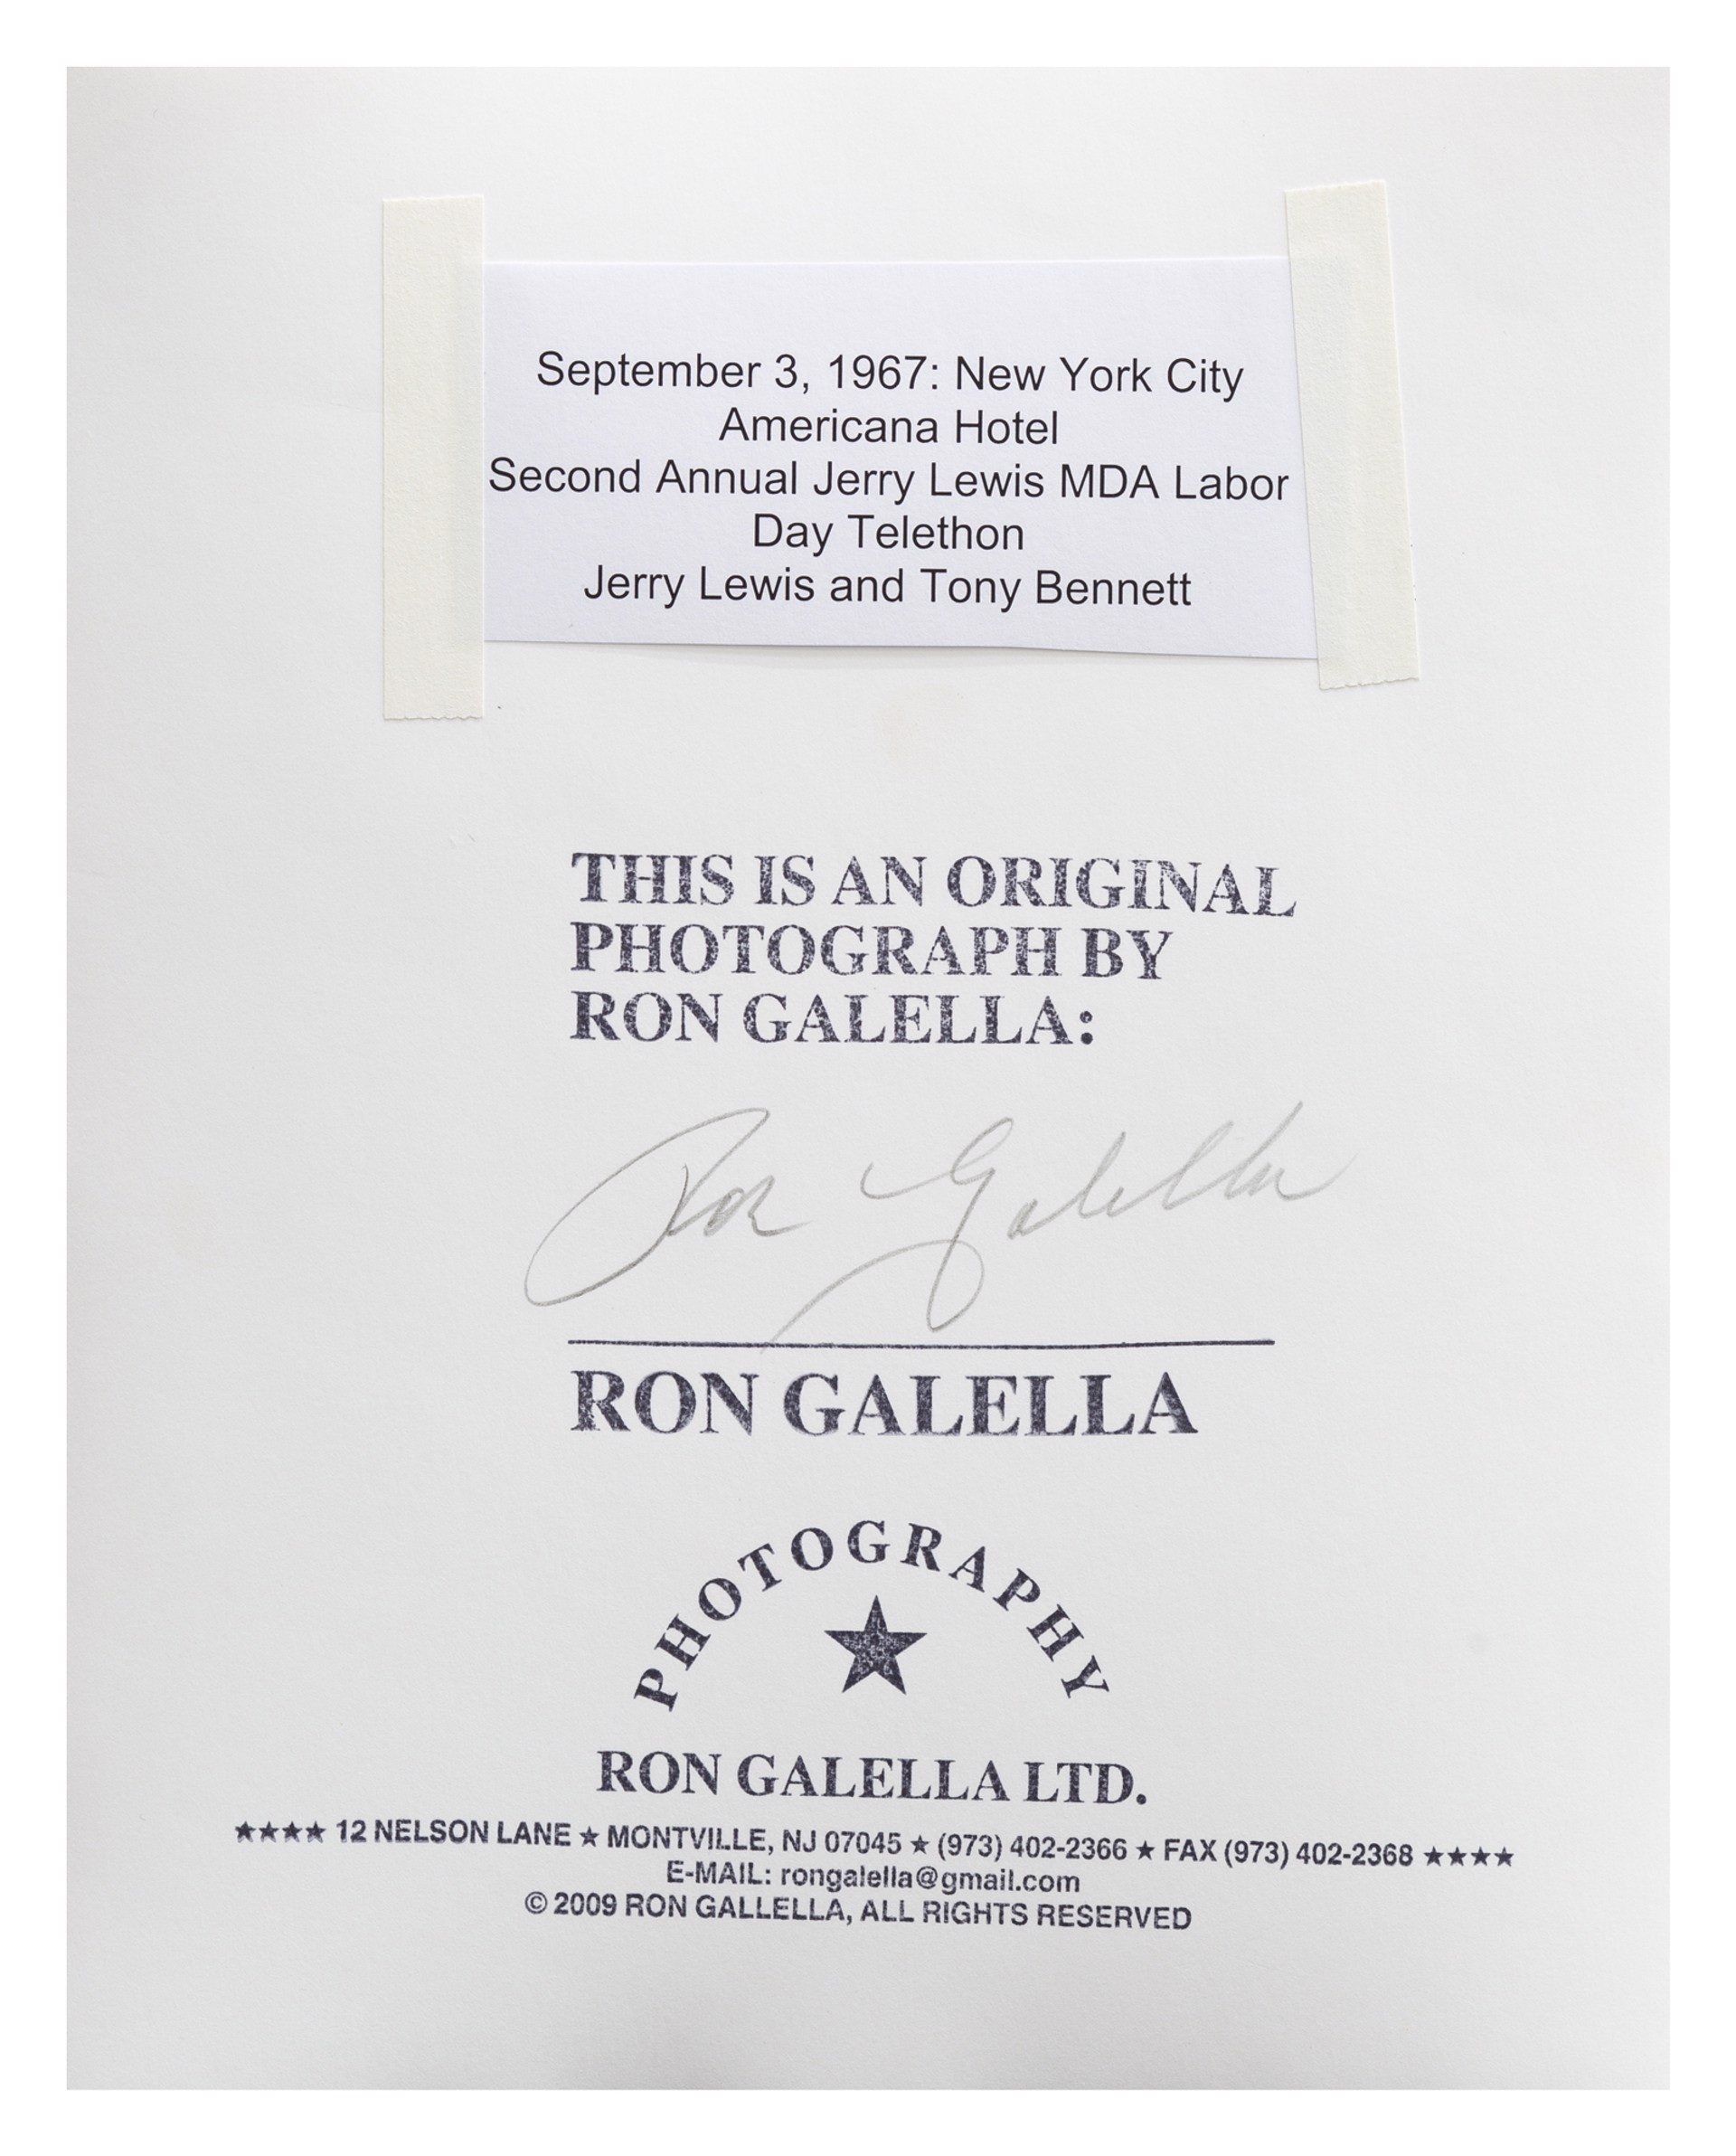 September 3, 1967: New York City
Americana Hotel
Second Annual Jerry Lewis MDA Labor
Day Telethon
Jerry Lewis and Tony Bennett
THIS IS AN ORIGINAL
PHOTOGRAPH BY
RON GALELLA:
Ron Galella
RON GALELLA
PHOTOGRAPHY
RON GALELLA LTD.
★★★★ 12 NELSON LANE ★ MONTVILLE, NJ 07045 ★ (973) 402-2366 ★ FAX (973) 402-2368 ★★★★
E-MAIL: rongalella@gmail.com
© 2009 RON GALLELLA, ALL RIGHTS RESERVED